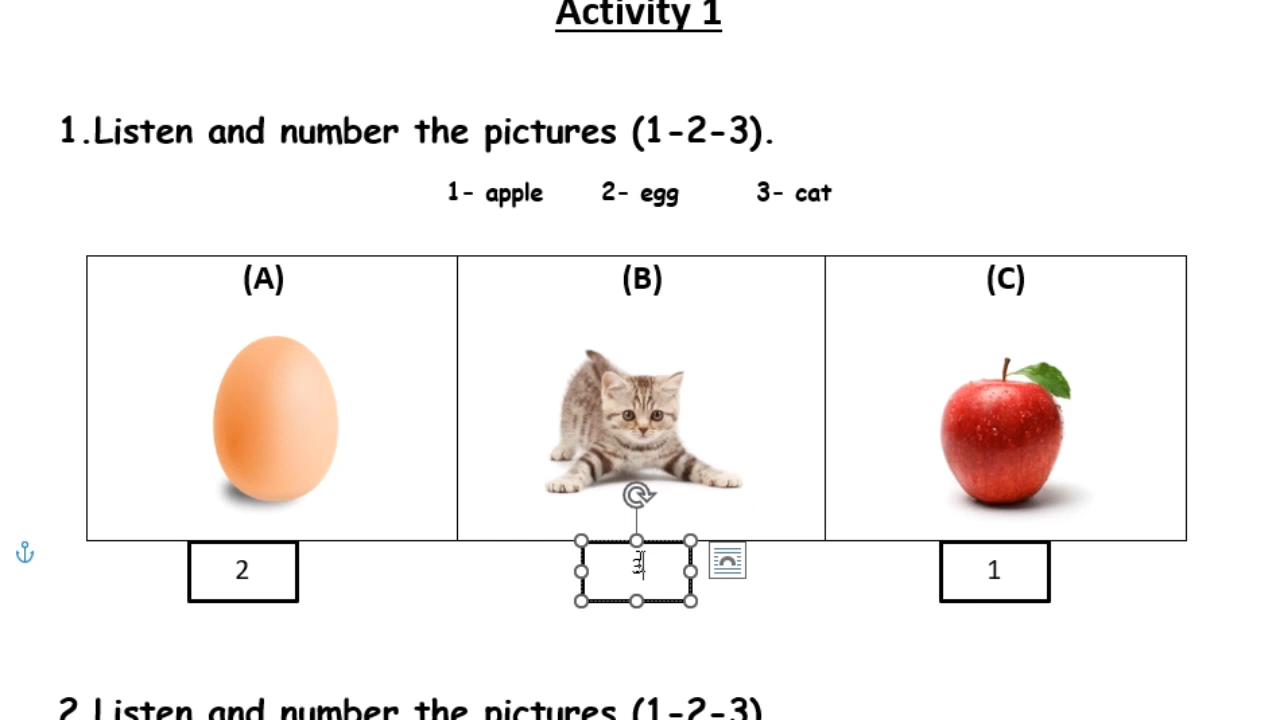 Activity 1
1.Listen and number the pictures (1-2-3).
1- apple 2- egg 3- cat
(A) (B) (C)
2 3 1
2.Listen and number the pictures (1-2-3)